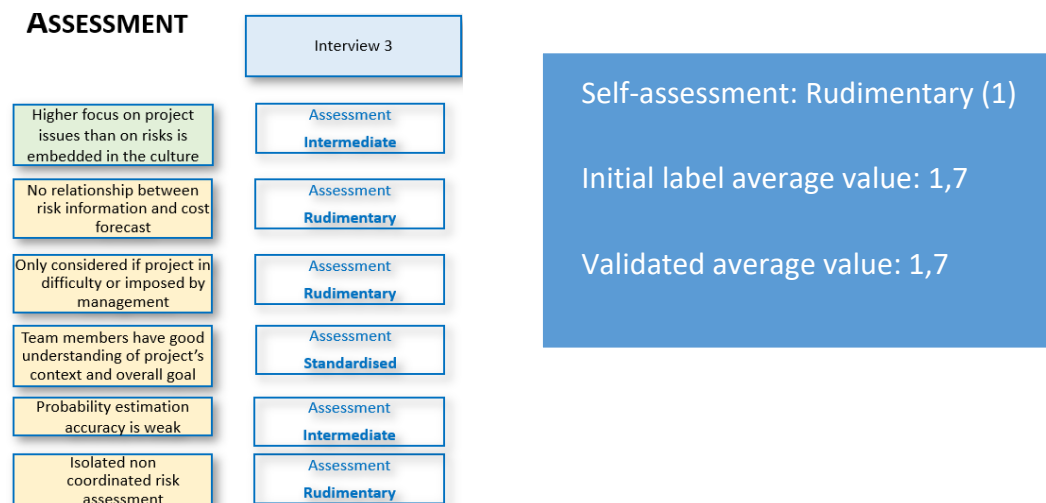 ASSESSMENT
Interview 3
Higher focus on project
issues than on risks is
embedded in the culture
Assessment
Intermediate
No relationship between
risk information and cost
forecast
Assessment
Rudimentary
Only considered if project in
difficulty or imposed by
management
Assessment
Rudimentary
Team members have good
understanding of project’s
context and overall goal
Assessment
Standardised
Probability estimation
accuracy is weak
Assessment
Intermediate
Isolated non
coordinated risk
assessment
Assessment
Rudimentary
Self-assessment: Rudimentary (1)
Initial label average value: 1,7
Validated average value: 1,7